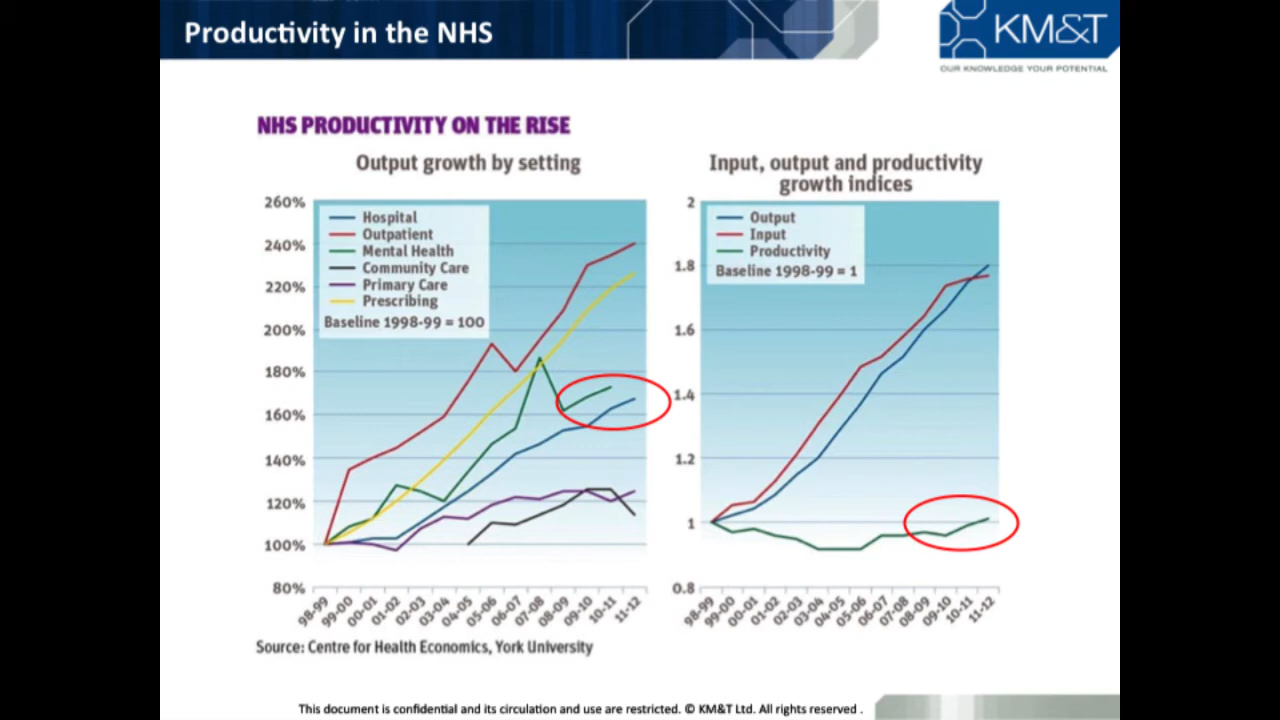 Productivity in the NHS
KM&T
OUR KNOWLEDGE YOUR POTENTIAL
NHS PRODUCTIVITY ON THE RISE
Output growth by setting
260%
240%
220%
200%
180%
160%
140%
120%
100%
80%
Hospital
Outpatient
Mental Health
Community Care
Primary Care
Prescribing
Baseline 1998-99 = 100
98-99
99-00
00-01
01-02
02-03
03-04
04-05
05-06
06-07
07-08
08-09
09-10
10-11
11-12
Input, output and productivity
growth indices
2
1.8
1.6
1.4
1.2
1
0.8
Output
Input
Productivity
Baseline 1998-99 = 1
98-99
99-00
00-01
01-02
02-03
03-04
04-05
05-06
06-07
07-08
08-09
09-10
10-11
11-12
Source: Centre for Health Economics, York University
This document is confidential and its circulation and use are restricted. © KM&T Ltd. All rights reserved .